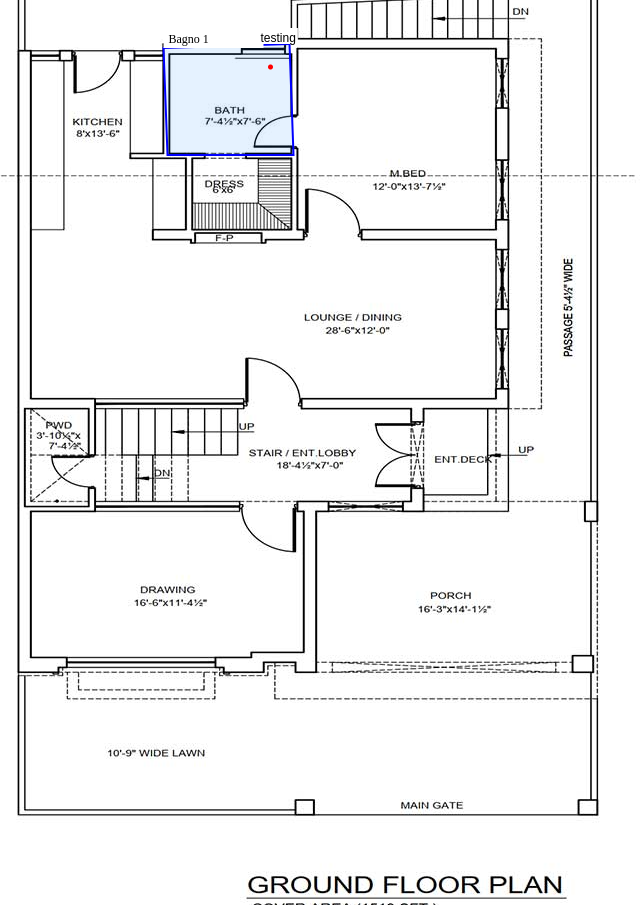 DN
Bagno 1
testing
KITCHEN
8'x13'-6"
BATH
7'-4½"x7'-6"
M.BED
12'-0"x13'-7½"
DRESS
6'x6'
F-P
PASSAGE 5'-4½" WIDE
LOUNGE / DINING
28'-6"x12'-0"
PWD
3'-10½"x
7'-4½"
UP
DN
STAIR / ENT.LOBBY
18'-4½"x7'-0"
ENT.DECK
UP
DRAWING
16'-6"x11'-4½"
PORCH
16'-3"x14'-1½"
10'-9" WIDE LAWN
MAIN GATE
GROUND FLOOR PLAN